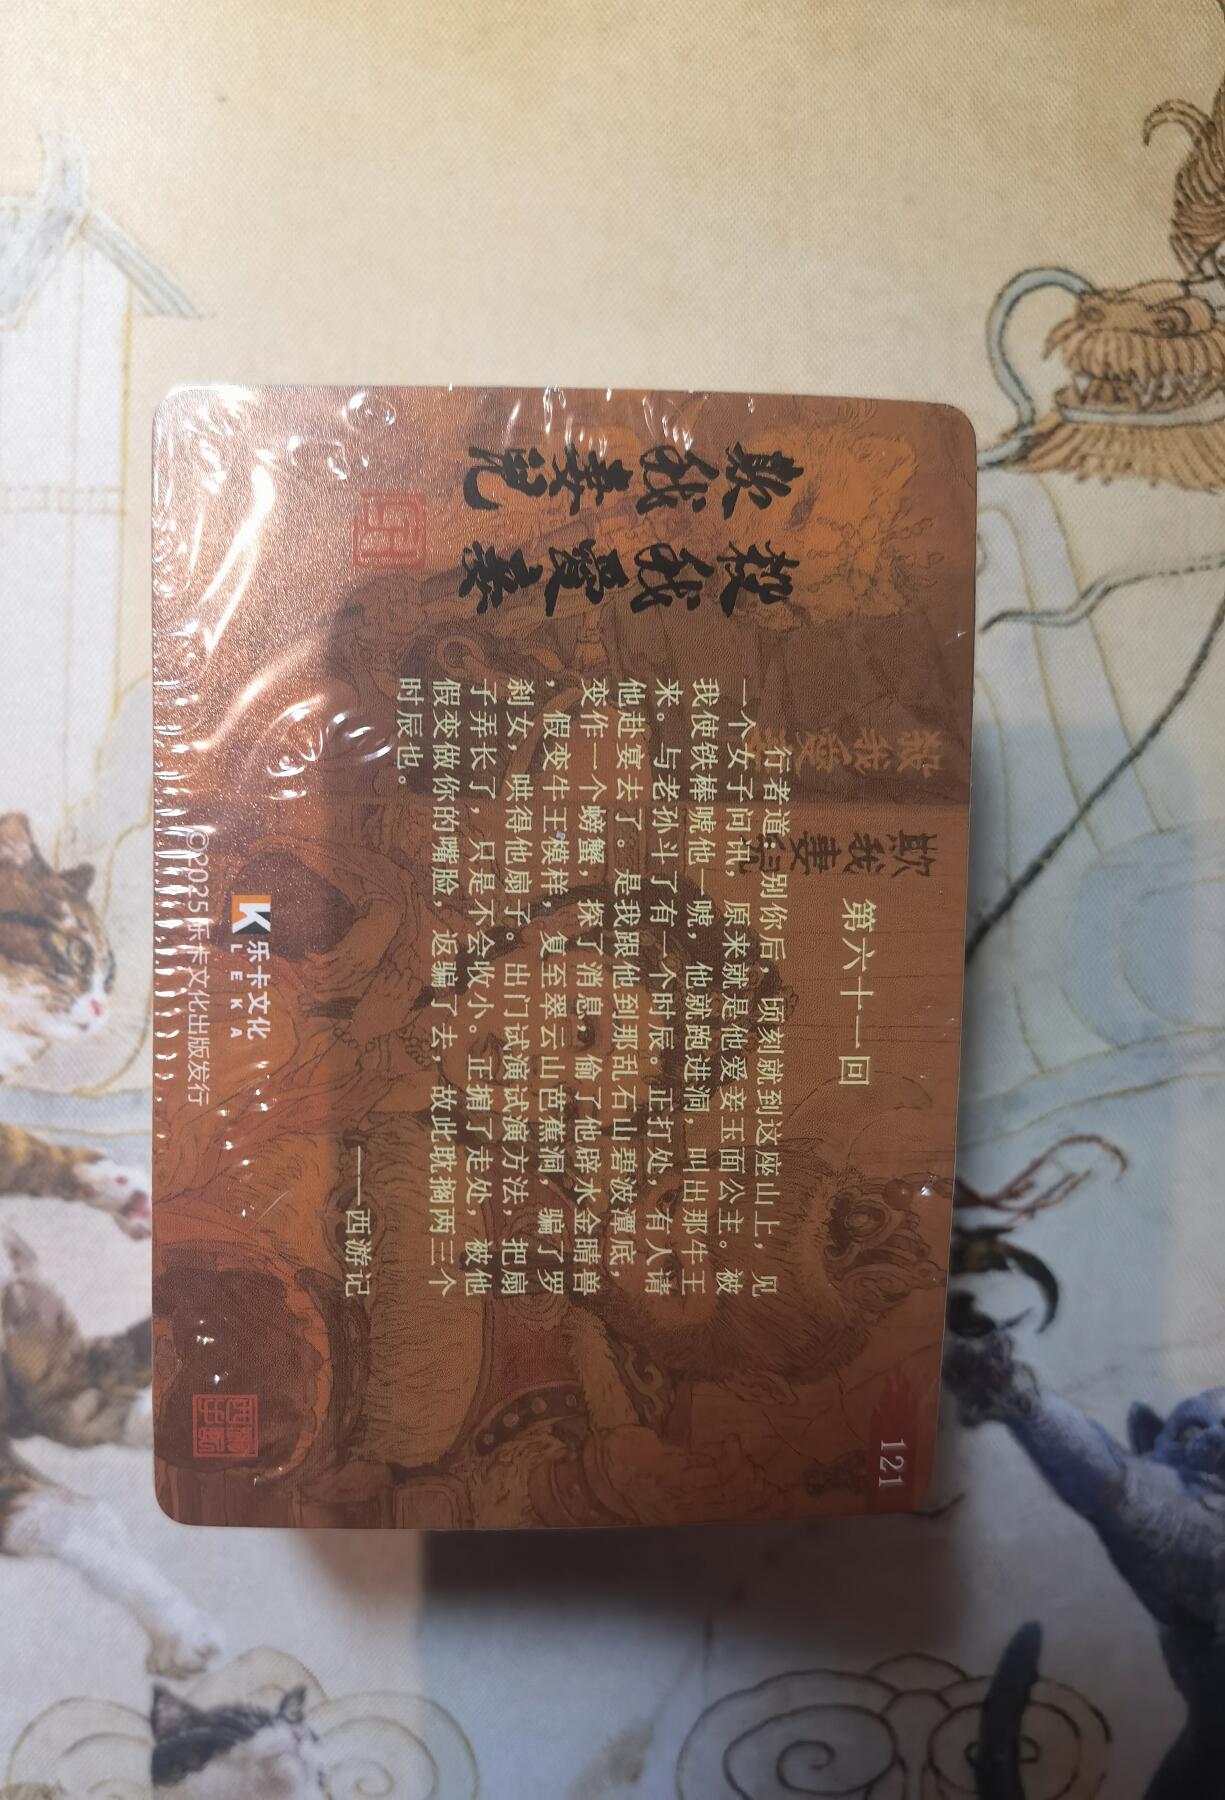 欺我妻兒
殺我愛妾
殺我愛妾
欺我妻兒
第六十一回
行者道:别你后,顷刻就到这座山上,见
一个女子问讯,原来就是他爱妾玉面公主。被
我使铁棒唬他一唬,他就跑进洞,叫出那牛王
来。与老孙斗了有一个时辰。正打处,有人请
他赴宴去了。是我跟他到那乱石山碧波潭底,
变作一个螃蟹,探了消息,偷了他辟水金睛兽
,假变牛王模样,复至翠云山芭蕉洞,骗了罗
刹女,哄得他扇子。出门试演试演方法,把扇
子弄长了,只是不会收小。正掮了走处,被他
假变做你的嘴脸,返骗了去,故此耽搁两三个
时辰也。
——西游记
乐卡文化
LEKA
©2025乐卡文化出版发行
121